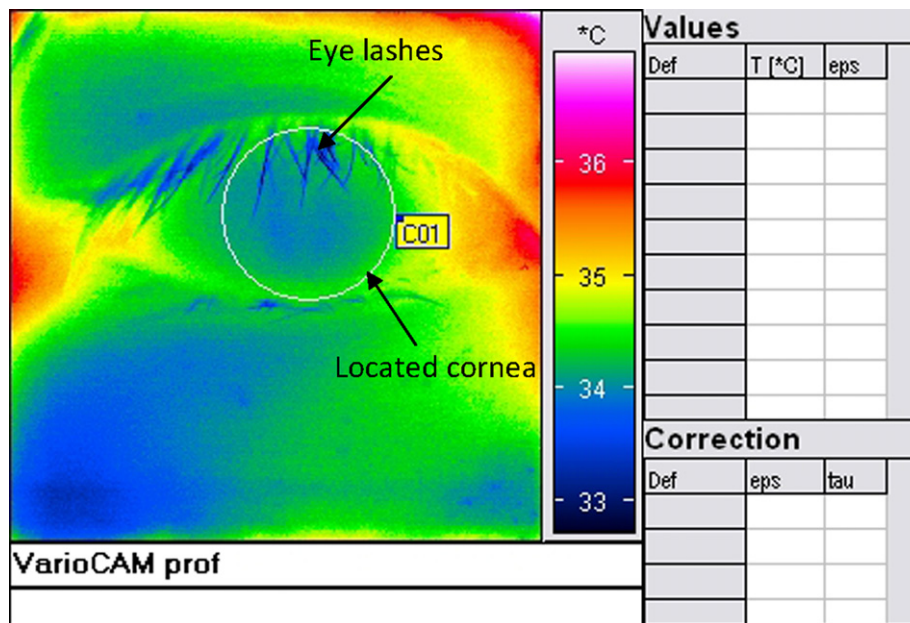 Eye lashes
C01
Located cornea
*C
36
35
34
33
Values
Def T [*C] eps
Correction
Def eps tau
VarioCAM prof